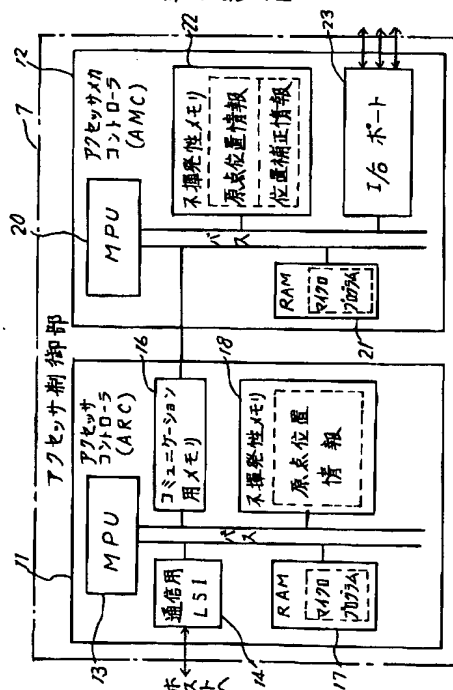 7
アクセッサ制御部
11
アクセッサ
コントローラ
(ARC)
13
MPU
ホ
ストへ
14
通信用
LSI
16
コミュニケーション
用メモリ
バス
17
RAM
マイクロ
プログラム
18
不揮発性メモリ
原点位置
情報
12
アクセッサメカ
コントローラ
(AMC)
20
MPU
バス
21
RAM
マイクロ
プログラム
22
不揮発性メモリ
原点位置情報
位置補正情報
23
I/O ポート